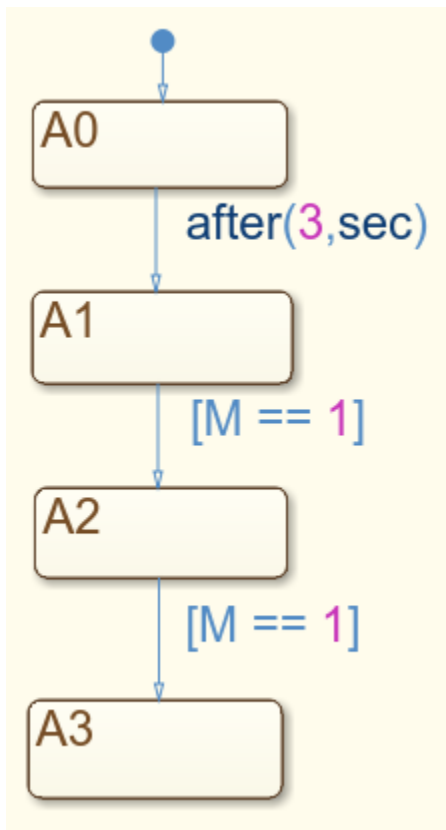 A0
after(3,sec)
A1
[M == 1]
A2
[M == 1]
A3